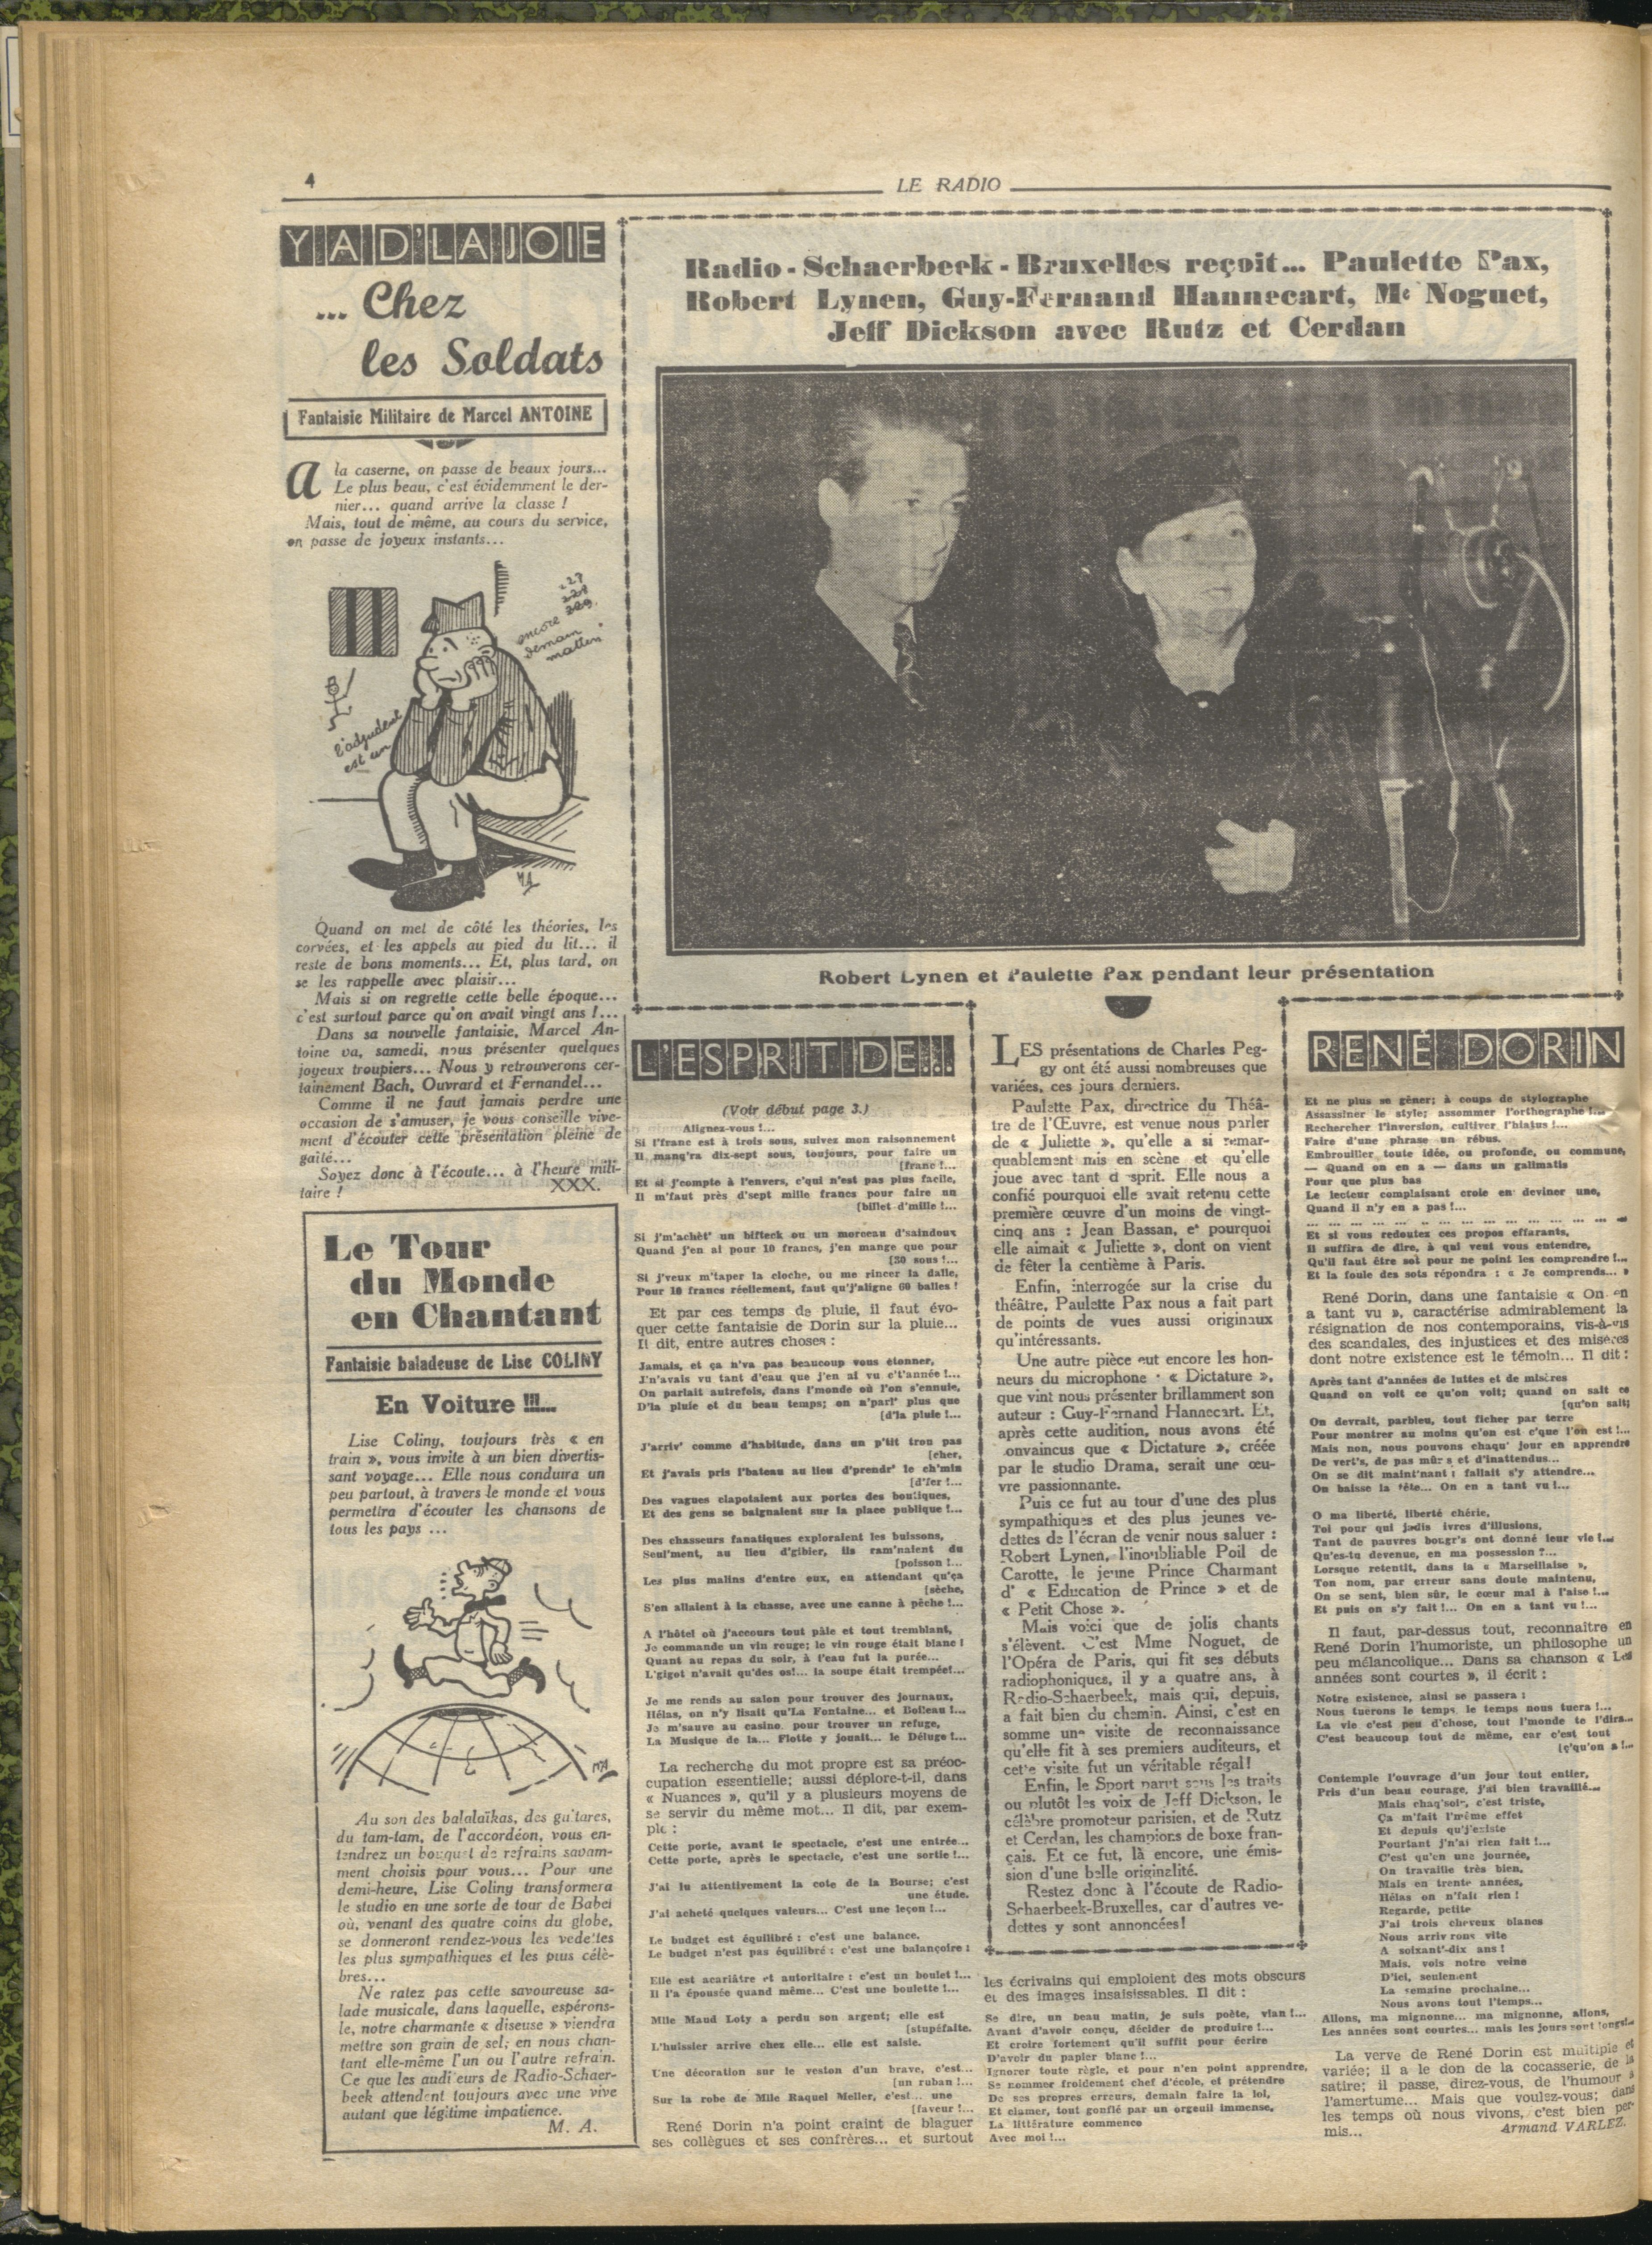 4
LE RADIO
Y'A D'LA JOIE
... Chez
les Soldats
Fantaisie Militaire de Marcel ANTOINE
A la caserne, on passe de beaux jours...
Le plus beau, c'est évidemment le der-
nier... quand arrive la classe !
Mais, tout de même, au cours du service,
on passe de joyeux instants...
227
228
229
encore
demain
mattin
l'adjudent
est un
MA
Quand on met de côté les théories, les
corvées, et les appels au pied du lit... il
reste de bons moments... Et, plus tard, on
se les rappelle avec plaisir...
Mais si on regrette cette belle époque...
c'est surtout parce qu'on avait vingt ans !...
Dans sa nouvelle fantaisie, Marcel An-
toine va, samedi, nous présenter quelques
joyeux troupiers... Nous y retrouverons cer-
tainement Bach, Ouvrard et Fernandel...
Comme il ne faut jamais perdre une
occasion de s'amuser, je vous conseille vive-
ment d'écouter cette présentation pleine de
gaîté...
Soyez donc à l'écoute... à l'heure mili-
taire !
XXX.
Le Tour
du Monde
en Chantant
Fantaisie baladeuse de Lise COLINY
En Voiture !!!...
Lise Coliny, toujours très « en
train », vous invite à un bien divertis-
sant voyage... Elle nous conduira un
peu partout, à travers le monde et vous
permettra d'écouter les chansons de
tous les pays ...
MA
Au son des balalaïkas, des guitares,
du tam-tam, de l'accordéon, vous en-
tendrez un bouquet de refrains savam-
ment choisis pour vous... Pour une
demi-heure, Lise Coliny transformera
le studio en une sorte de tour de Babel
où, venant des quatre coins du globe,
se donneront rendez-vous les vedettes
les plus sympathiques et les plus célè-
bres...
Ne ratez pas cette savoureuse sa-
lade musicale, dans laquelle, espérons-
le, notre charmante « diseuse » viendra
mettre son grain de sel; en nous chan-
tant elle-même l'un ou l'autre refrain.
Ce que les auditeurs de Radio-Schaer-
beek attendent toujours avec une vive
autant que légitime impatience.
M. A.
Radio-Schaerbeek-Bruxelles reçoit... Paulette Pax,
Robert Lynen, Guy-Fernand Hannecart, Me Noguet,
Jeff Dickson avec Rutz et Cerdan
Robert Lynen et Paulette Pax pendant leur présentation
L'ESPRIT DE...
(Voir début page 3.)
Alignez-vous !...
Si l'franc est à trois sous, suivez mon raisonnement
Il manq'ra dix-sept sous, toujours, pour faire un
[franc !...
Et si j'compte à l'envers, c'qui n'est pas plus facile,
Il m'faut près d'sept mille francs pour faire un
[billet d'mille !...
Si j'm'achèt' un bifteck ou un morceau d'saindoux
Quand j'en ai pour 10 francs, j'en mange que pour
[30 sous !...
Si j'veux m'taper la cloche, ou me rincer la dalle,
Pour 10 francs réellement, faut qu'j'aligne 60 balles !
Et par ces temps de pluie, il faut évo-
quer cette fantaisie de Dorin sur la pluie...
Il dit, entre autres choses :
Jamais, et ça n'va pas beaucoup vous étonner,
J'n'avais vu tant d'eau que j'en ai vu c't'année !...
On parlait autrefois, dans l'monde où l'on s'ennuie,
D'la pluie et du beau temps; on n'parl' plus que
[d'la pluie !...
J'arriv' comme d'habitude, dans un p'tit trou pas
[cher,
Et j'avais pris l'bateau au lieu d'prendr' le ch'min
[d'fer !...
Des vagues clapotaient aux portes des boutiques,
Et des gens se baignaient sur la place publique !...
Des chasseurs fanatiques exploraient les buissons,
Seul'ment, au lieu d'gibier, ils ram'naient du
[poisson !...
Les plus malins d'entre eux, en attendant qu'ça
[sèche,
S'en allaient à la chasse, avec une canne à pêche !...
A l'hôtel où j'accours tout pâle et tout tremblant,
Je commande un vin rouge; le vin rouge était blanc !
Quant au repas du soir, à l'eau fut la purée...
L'gigot n'avait qu'des os!... la soupe était trempée!...
Je me rends au salon pour trouver des journaux,
Hélas, on n'y lisait qu'La Fontaine... et Boileau !...
Je m'sauve au casino, pour trouver un refuge,
La Musique de la... Flotte y jouait... le Déluge !...
La recherche du mot propre est sa préoc-
cupation essentielle; aussi déplore-t-il, dans
« Nuances », qu'il y a plusieurs moyens de
se servir du même mot... Il dit, par exem-
ple :
Cette porte, avant le spectacle, c'est une entrée...
Cette porte, après le spectacle, c'est une sortie !...
J'ai lu attentivement la cote de la Bourse; c'est
une étude.
J'ai acheté quelques valeurs... C'est une leçon !...
Le budget est équilibré : c'est une balance.
Le budget n'est pas équilibré : c'est une balançoire !
Elle est acariâtre et autoritaire : c'est un boulet !...
Il l'a épousée quand même... C'est une boulette !...
Mlle Maud Loty a perdu son argent; elle est
[stupéfaite.
L'huissier arrive chez elle... elle est saisie.
Une décoration sur le veston d'un brave, c'est...
[un ruban !...
Sur la robe de Mlle Raquel Meller, c'est... une
[faveur !...
René Dorin n'a point craint de blaguer
ses collègues et ses confrères... et surtout
LES présentations de Charles Peg-
gy ont été aussi nombreuses que
variées, ces jours derniers.
Paulette Pax, directrice du Théâ-
tre de l'Œuvre, est venue nous parler
de « Juliette », qu'elle a si remar-
quablement mis en scène et qu'elle
joue avec tant d'esprit. Elle nous a
confié pourquoi elle avait retenu cette
première œuvre d'un moins de vingt-
cinq ans : Jean Bassan, et pourquoi
elle aimait « Juliette », dont on vient
de fêter la centième à Paris.
Enfin, interrogée sur la crise du
théâtre, Paulette Pax nous a fait part
de points de vues aussi originaux
qu'intéressants.
Une autre pièce eut encore les hon-
neurs du microphone : « Dictature »,
que vint nous présenter brillamment son
auteur : Guy-Fernand Hannecart. Et,
après cette audition, nous avons été
convaincus que « Dictature », créée
par le studio Drama, serait une œu-
vre passionnante.
Puis ce fut au tour d'une des plus
sympathiques et des plus jeunes ve-
dettes de l'écran de venir nous saluer :
Robert Lynen, l'inoubliable Poil de
Carotte, le jeune Prince Charmant
d' « Education de Prince » et de
« Petit Chose ».
Mais voici que de jolis chants
s'élèvent. C'est Mme Noguet, de
l'Opéra de Paris, qui fit ses débuts
radiophoniques, il y a quatre ans, à
Radio-Schaerbeek, mais qui, depuis,
a fait bien du chemin. Ainsi, c'est en
somme une visite de reconnaissance
qu'elle fit à ses premiers auditeurs, et
cette visite fut un véritable régal !
Enfin, le Sport parut sous les traits
ou plutôt les voix de Jeff Dickson, le
célèbre promoteur parisien, et de Rutz
et Cerdan, les champions de boxe fran-
çais. Et ce fut, là encore, une émis-
sion d'une belle originalité.
Restez donc à l'écoute de Radio-
Schaerbeek-Bruxelles, car d'autres ve-
dettes y sont annoncées!
les écrivains qui emploient des mots obscurs
et des images insaisissables. Il dit :
Se dire, un beau matin, je suis poète, vlan !...
Avant d'avoir conçu, décider de produire !...
Et croire fortement qu'il suffit pour écrire
D'avoir du papier blanc !...
Ignorer toute règle, et pour n'en point apprendre,
Se nommer froidement chef d'école, et prétendre
De ses propres erreurs, demain faire la loi,
Et clamer, tout gonflé par un orgeuil immense,
La littérature commence
Avec moi !...
RENÉ DORIN
Et ne plus se gêner; à coups de stylographe
Assassiner le style; assommer l'orthographe !...
Rechercher l'inversion, cultiver l'hiatus !...
Faire d'une phrase un rébus.
Embrouiller toute idée, ou profonde, ou commune,
— Quand on en a — dans un galimatis
Pour que plus bas
Le lecteur complaisant croie en deviner une,
Quand il n'y en a pas !...
... ... ... ... ... ... ... ... ... ... ... ... ...
Et si vous redoutez ces propos effarants,
Il suffira de dire, à qui veut vous entendre,
Qu'il faut être sot pour ne point les comprendre !...
Et la foule des sots répondra : « Je comprends... »
René Dorin, dans une fantaisie « On en
a tant vu », caractérise admirablement la
résignation de nos contemporains, vis-à-vis
des scandales, des injustices et des misères
dont notre existence est le témoin... Il dit :
Après tant d'années de luttes et de misères
Quand on voit ce qu'on voit; quand on sait ce
[qu'on sait;
On devrait, parbleu, tout ficher par terre
Pour montrer au moins qu'on est c'que l'on est !...
Mais non, nous pouvons chaqu' jour en apprendre
De vert's, de pas mûr's et d'inattendus...
On se dit maint'nant : fallait s'y attendre...
On baisse la tête... On en a tant vu !...
O ma liberté, liberté chérie,
Toi pour qui jadis ivres d'illusions,
Tant de pauvres bougr's ont donné leur vie !...
Qu'es-tu devenue, en ma possession ?...
Lorsque retentit, dans la « Marseillaise »,
Ton nom, par erreur sans doute maintenu,
On se sent, bien sûr, le cœur mal à l'aise !...
Et puis on s'y fait !... On en a tant vu !...
Il faut, par-dessus tout, reconnaître en
René Dorin l'humoriste, un philosophe un
peu mélancolique... Dans sa chanson « Les
années sont courtes », il écrit :
Notre existence, ainsi se passera :
Nous tuerons le temps, le temps nous tuera !...
La vie c'est peu d'chose, tout l'monde te l'dira...
C'est beaucoup tout de même, car c'est tout
[ç'qu'on a !...
Contemple l'ouvrage d'un jour tout entier,
Pris d'un beau courage, j'ai bien travaillé...
Mais chaq'soir, c'est triste,
Ça m'fait l'même effet
Et depuis qu'j'existe
Pourtant j'n'ai rien fait !...
C'est qu'en une journée,
On travaille très bien,
Mais en trente années,
Hélas on n'fait rien !
Regarde, petite
J'ai trois cheveux blancs
Nous arriv'rons vite
A soixant'-dix ans !
Mais, vois notre veine
D'ici, seulement
La semaine prochaine...
Nous avons tout l'temps...
Allons, ma mignonne... ma mignonne, allons,
Les années sont courtes... mais les jours sont longs!...
La verve de René Dorin est multiple et
variée; il a le don de la cocasserie, de la
satire; il passe, direz-vous, de l'humour à
l'amertume... Mais que voulez-vous; dans
les temps où nous vivons, c'est bien per-
mis...
Armand VARLEZ.